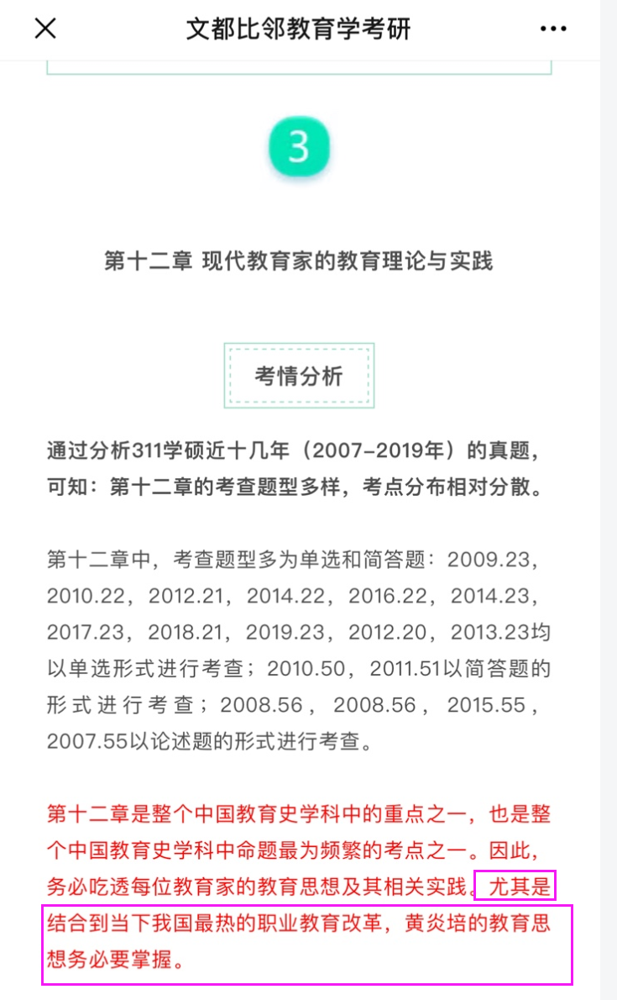 文都比邻教育学考研
3
第十二章 现代教育家的教育理论与实践
考情分析
通过分析311学硕近十几年（2007-2019年）的真题，
可知：第十二章的考查题型多样，考点分布相对分散。
第十二章中，考查题型多为单选和简答题：2009.23，
2010.22，2012.21，2014.22，2016.22，2014.23，
2017.23，2018.21，2019.23，2012.20，2013.23均
以单选形式进行考查；2010.50，2011.51以简答题的
形式进行考查；2008.56，2008.56，2015.55，
2007.55以论述题的形式进行考查。
第十二章是整个中国教育史学科中的重点之一，也是整
个中国教育史学科中命题最为频繁的考点之一。因此，
务必吃透每位教育家的教育思想及其相关实践。尤其是
结合到当下我国最热的职业教育改革，黄炎培的教育思
想务必要掌握。